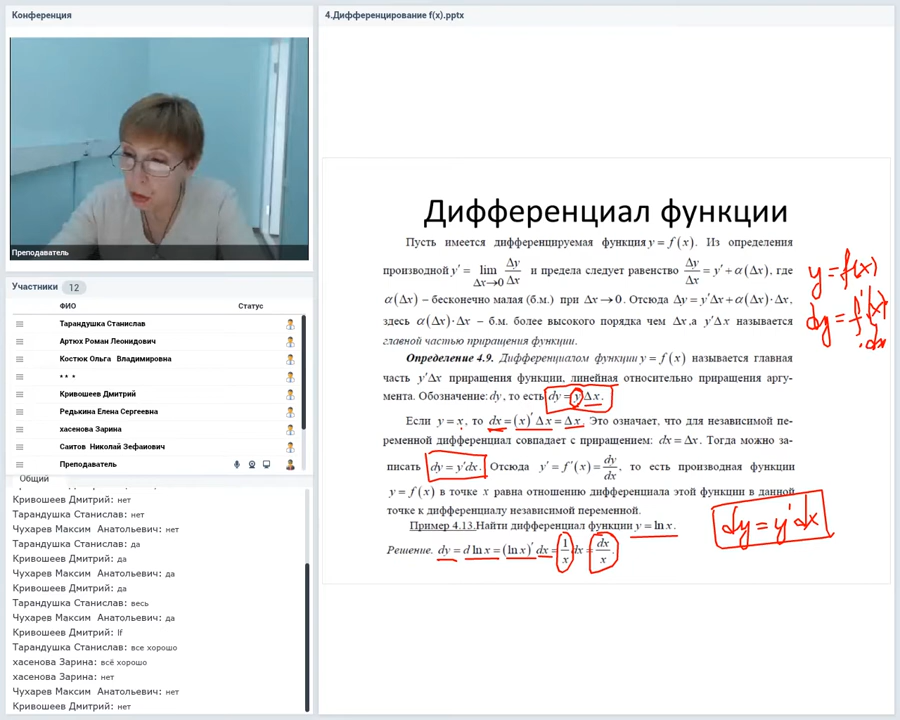 Конференция
Преподаватель
Участники 12
ФИО Статус
Тарандушка Станислав
Артюх Роман Леонидович
Костюк Ольга Владимировна
* * *
Кривошеев Дмитрий
Редькина Елена Сергеевна
хасенова Зарина
Сантов Николай Зефаиович
Преподаватель
Общий
Кривошеев Дмитрий: нет
Тарандушка Станислав: нет
Чухарев Максим Анатольевич: нет
Тарандушка Станислав: да
Кривошеев Дмитрий: нет
Чухарев Максим Анатольевич: да
Кривошеев Дмитрий: да
Тарандушка Станислав: весь
Чухарев Максим Анатольевич: да
Кривошеев Дмитрий: lf
Тарандушка Станислав: все хорошо
хасенова Зарина: всё хорошо
хасенова Зарина: нет
Чухарев Максим Анатольевич: нет
Кривошеев Дмитрий: нет
4.Дифференцирование f(x).pptx
Дифференциал функции
Пусть имеется дифференцируемая функция y = f(x). Из определения
производной y′ = lim Δx→0 Δy/Δx и предела следует равенство Δy/Δx = y′ + α(Δx), где
α(Δx) – бесконечно малая (б.м.) при Δx → 0. Отсюда Δy = y′Δx + α(Δx)·Δx,
здесь α(Δx)·Δx – б.м. более высокого порядка чем Δx,а y′Δx называется
главной частью приращения функции.
Определение 4.9. Дифференциалом функции y = f(x) называется главная
часть y′Δx приращения функции, линейная относительно приращения аргу-
мента. Обозначение: dy, то есть dy = y′Δx.
Если y = x, то dx = (x)′Δx = Δx. Это означает, что для независимой пе-
ременной дифференциал совпадает с приращением: dx = Δx. Тогда можно за-
писать dy = y′dx. Отсюда y′ = f′(x) = dy/dx, то есть производная функции
y = f(x) в точке x равна отношению дифференциала этой функции в данной
точке к дифференциалу независимой переменной.
Пример 4.13.Найти дифференциал функции y = ln x.
Решение. dy = d ln x = (ln x)′ dx = 1/x dx = dx/x.
y = f(x)
dy = f′(x)
·dx
dy = y′dx